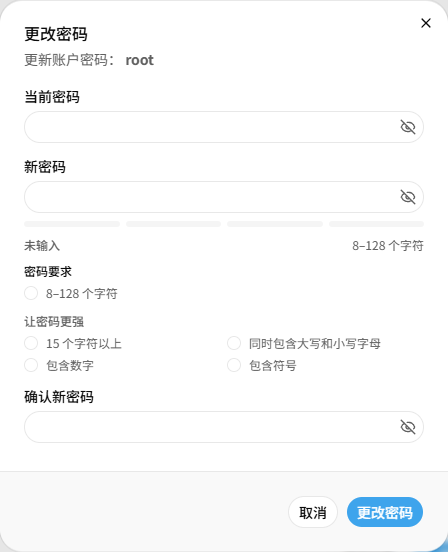 更改密码
更新账户密码： root
当前密码
新密码
未输入 8–128 个字符
密码要求
8–128 个字符
让密码更强
15 个字符以上 同时包含大写和小写字母
包含数字 包含符号
确认新密码
取消 更改密码